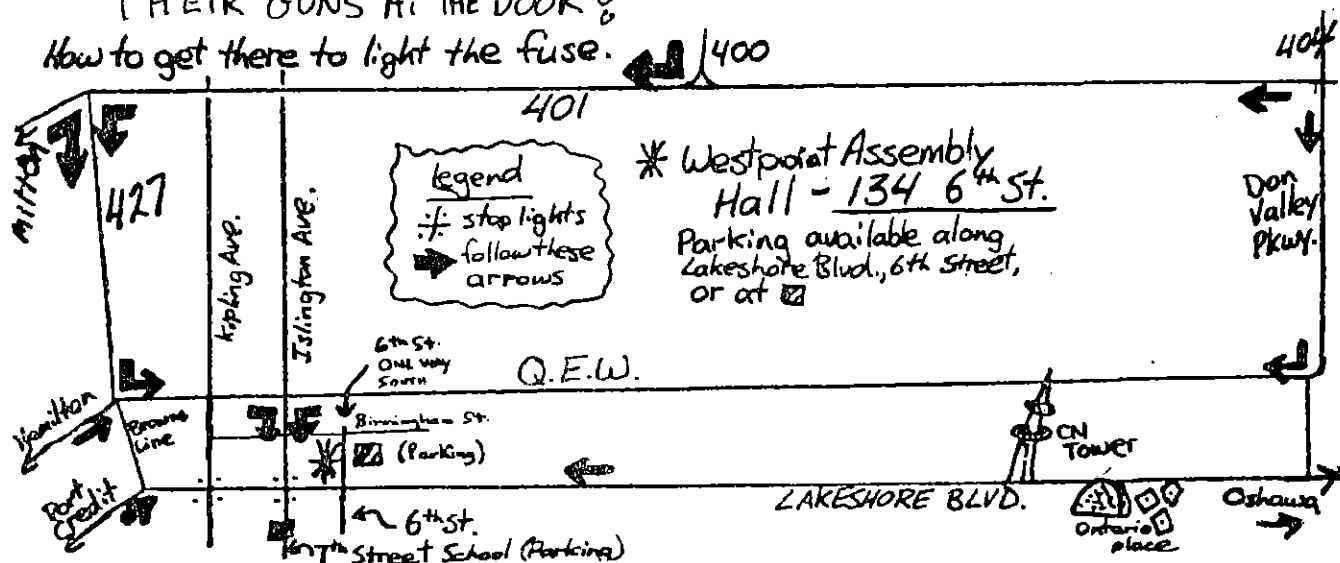 THEIR GUNS AT THE DOOR!
How to get there to light the fuse.
400
404
401
Milton
427
Kipling Ave.
Islington Ave.
legend
stop lights
follow these
arrows
Westpoint Assembly
Hall - 134 6th St.
Parking available along
Lakeshore Blvd., 6th Street,
or at
Don
Valley
Pkwy.
6th St.
ONE WAY
SOUTH
Q.E.W.
Hamilton
Browns
Line
Birmingham St.
(Parking)
CN
Tower
Port
Credit
LAKESHORE BLVD.
Ontario
place
Oshawa
6th St.
7th Street School (Parking)